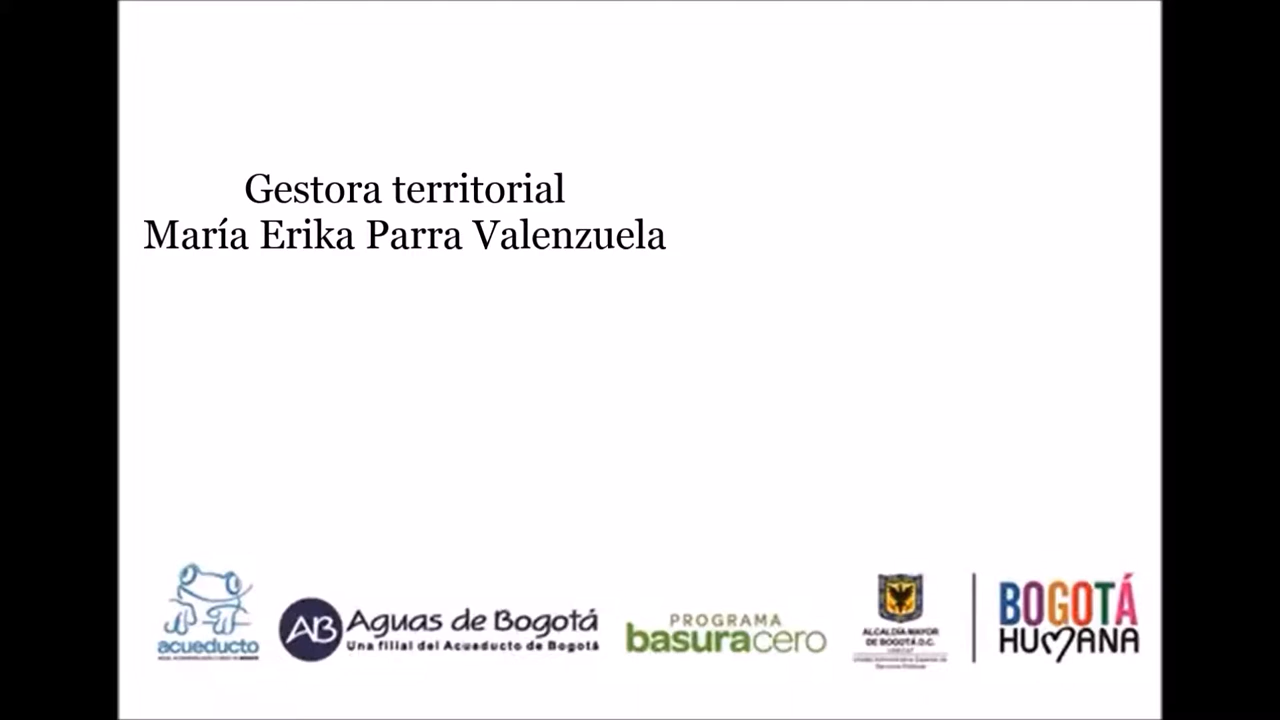 Gestora territorial
María Erika Parra Valenzuela
acueducto
AB Aguas de Bogotá
Una filial del Acueducto de Bogotá
PROGRAMA
basuracero
ALCALDÍA MAYOR
DE BOGOTÁ D.C.
BOGOTÁ
HUMANA